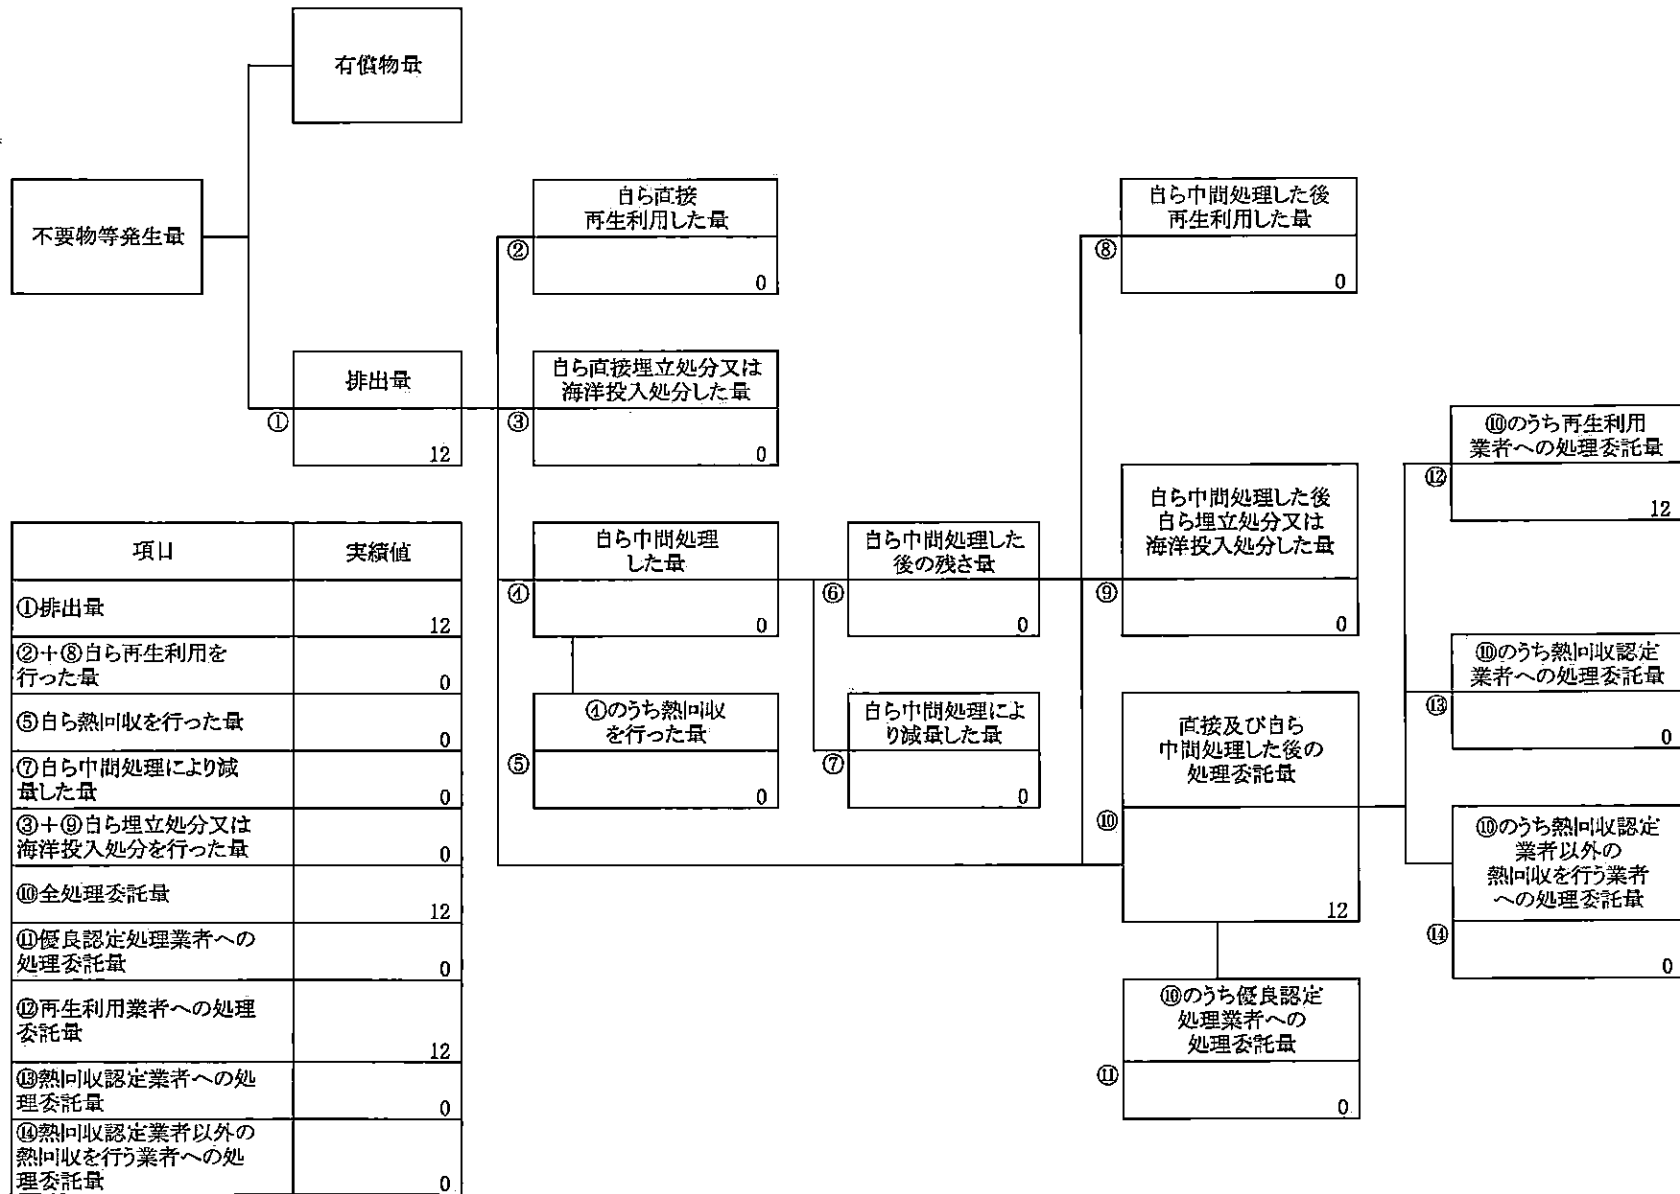 有償物量
不要物等発生量
自ら直接
再生利用した量
②
0
自ら中間処理した後
再生利用した量
⑧
0
排出量
①
12
自ら直接埋立処分又は
海洋投入処分した量
③
0
⑩のうち再生利用
業者への処理委託量
⑫
12
自ら中間処理
した量
④
0
自ら中間処理した
後の残さ量
⑥
0
自ら中間処理した後
自ら埋立処分又は
海洋投入処分した量
⑨
0
⑩のうち熱回収認定
業者への処理委託量
⑬
0
④のうち熱回収
を行った量
⑤
0
自ら中間処理によ
り減量した量
⑦
0
直接及び自ら
中間処理した後の
処理委託量
⑩
12
⑩のうち熱回収認定
業者以外の
熱回収を行う業者
への処理委託量
⑭
0
⑩のうち優良認定
処理業者への
処理委託量
⑪
0
項目 実績値
①排出量
12
②+⑧自ら再生利用を
行った量
0
⑤自ら熱回収を行った量
0
⑦自ら中間処理により減
量した量
0
③+⑨自ら埋立処分又は
海洋投入処分を行った量
0
⑩全処理委託量
12
⑪優良認定処理業者への
処理委託量
0
⑫再生利用業者への処理
委託量
12
⑬熱回収認定業者への処
理委託量
0
⑭熱回収認定業者以外の
熱回収を行う業者への処
理委託量
0